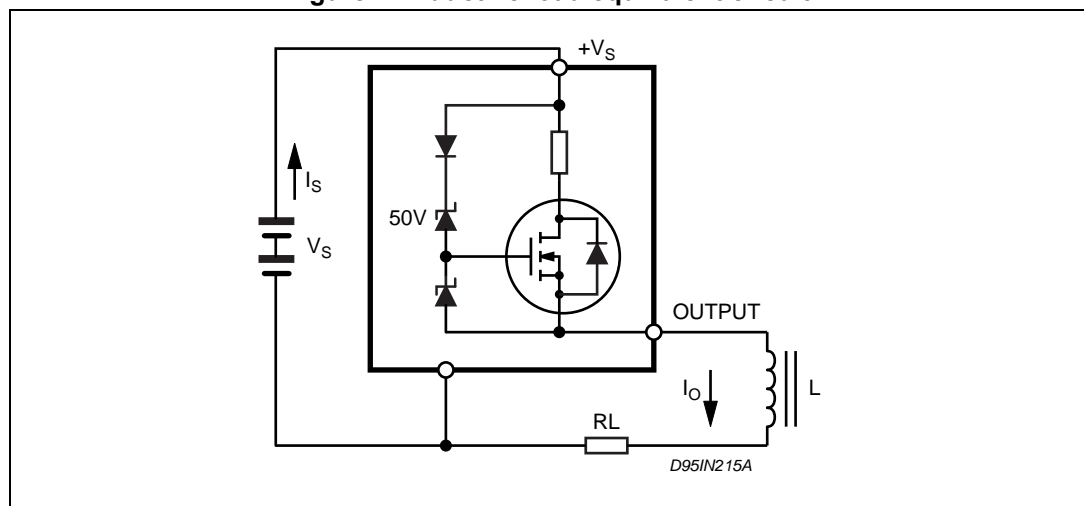 +VS
IS
50V
VS
OUTPUT
IO
L
RL
D95IN215A